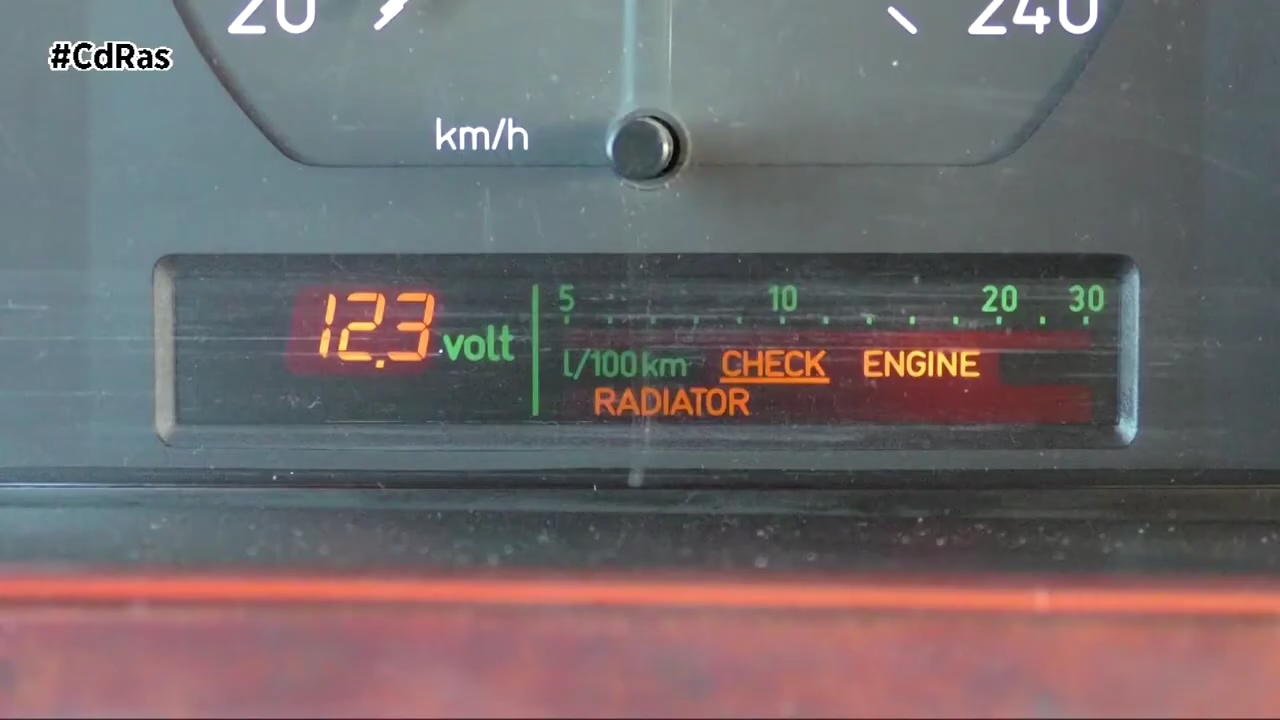 #CdRas
20 240
km/h
12.3 volt
5 10 20 30
l/100km CHECK ENGINE
RADIATOR